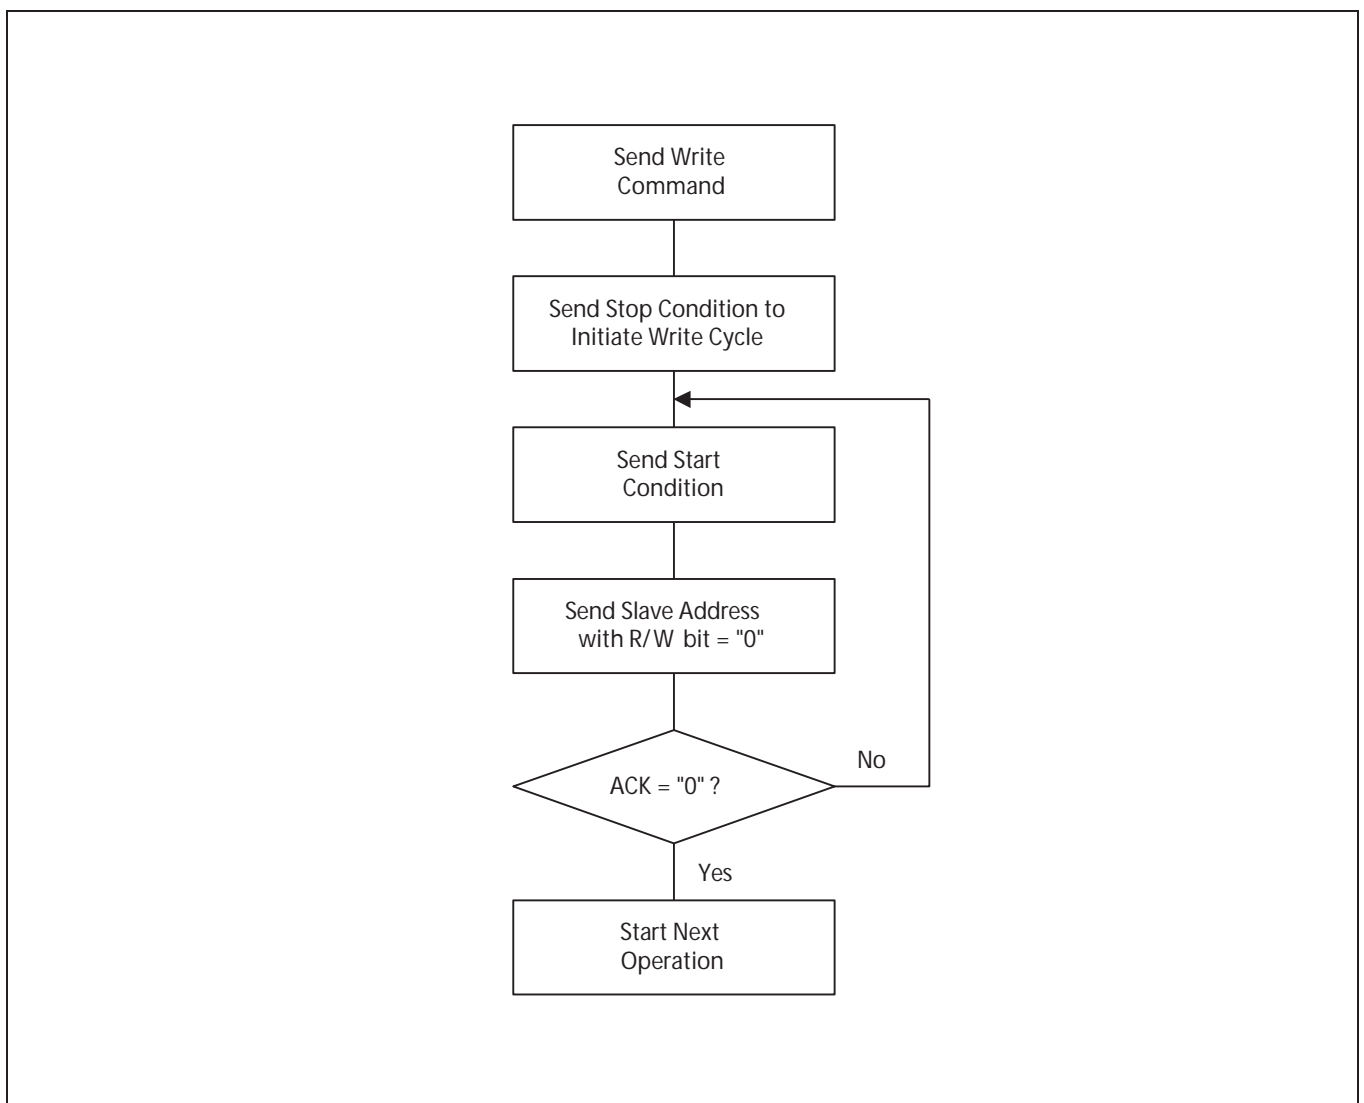 Send Write
Command
Send Stop Condition to
Initiate Write Cycle
Send Start
Condition
Send Slave Address
with R/W bit = "0"
No
ACK = "0" ?
Yes
Start Next
Operation